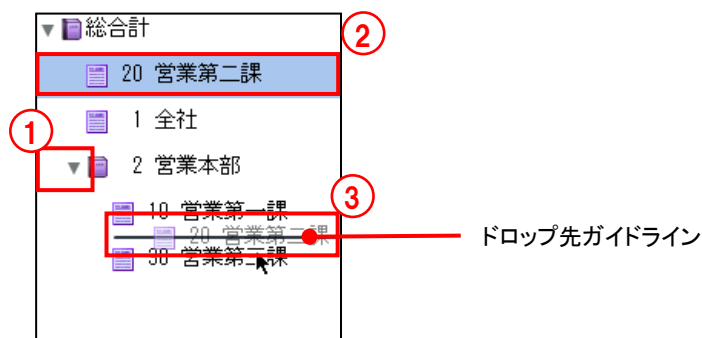 総合計
②
20 営業第二課
1 全社
①
2 営業本部
③
10 営業第一課
20 営業第二課
ドロップ先ガイドライン
30 営業第三課